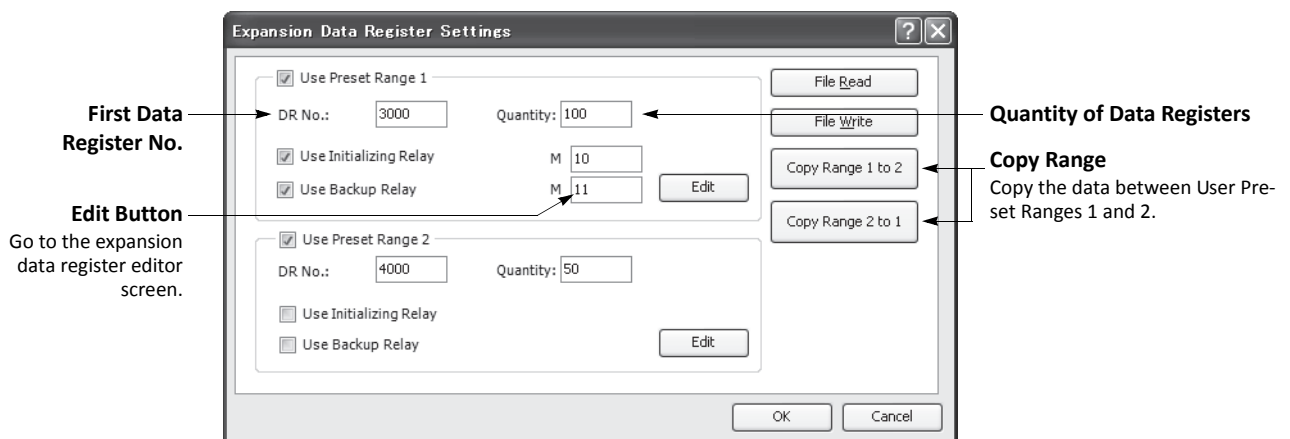 Expansion Data Register Settings
First Data
Register No.
Edit Button
Go to the expansion
data register editor
screen.
Use Preset Range 1
DR No.: 3000 Quantity: 100
Use Initializing Relay M 10
Use Backup Relay M 11 Edit
Use Preset Range 2
DR No.: 4000 Quantity: 50
Use Initializing Relay
Use Backup Relay Edit
File Read
File Write
Copy Range 1 to 2
Copy Range 2 to 1
OK Cancel
Quantity of Data Registers
Copy Range
Copy the data between User Pre-
set Ranges 1 and 2.